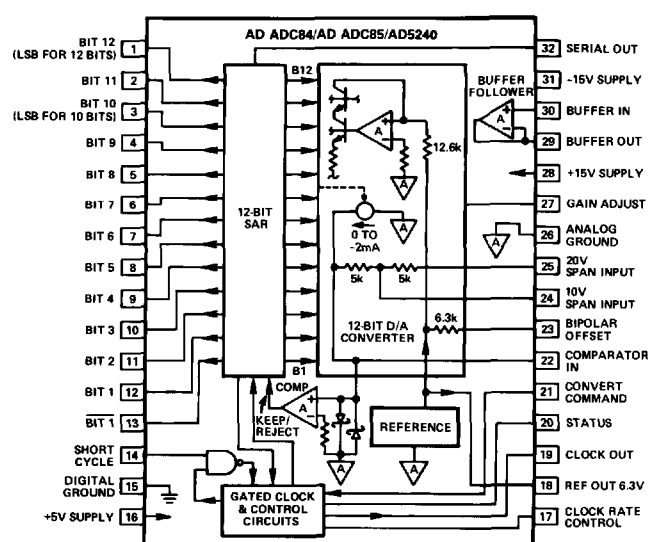 AD ADC84/AD ADC85/AD5240
BIT 12
(LSB FOR 12 BITS)
1
BIT 11
2
BIT 10
(LSB FOR 10 BITS)
3
BIT 9
4
BIT 8
5
BIT 7
6
BIT 6
7
BIT 5
8
BIT 4
9
BIT 3
10
BIT 2
11
BIT 1
12
BIT 1
13
SHORT
CYCLE
14
DIGITAL
GROUND
15
+5V SUPPLY
16
12-BIT
SAR
B12
B1
12.6k
A
A
A
A
0 TO
-2mA
5k
5k
6.3k
12-BIT D/A
CONVERTER
COMP
KEEP/
REJECT
A
A
REFERENCE
A
GATED CLOCK
& CONTROL
CIRCUITS
BUFFER
FOLLOWER
A
A
32
SERIAL OUT
31
-15V SUPPLY
30
BUFFER IN
29
BUFFER OUT
28
+15V SUPPLY
27
GAIN ADJUST
26
ANALOG
GROUND
25
20V
SPAN INPUT
24
10V
SPAN INPUT
23
BIPOLAR
OFFSET
22
COMPARATOR
IN
21
CONVERT
COMMAND
20
STATUS
19
CLOCK OUT
18
REF OUT 6.3V
17
CLOCK RATE
CONTROL